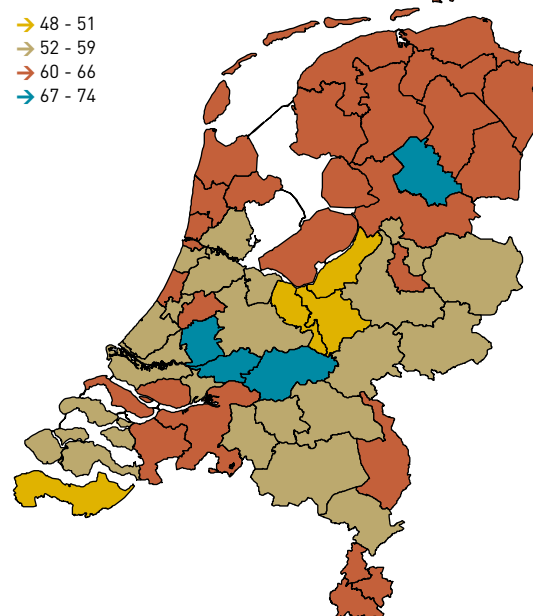 → 48 - 51
→ 52 - 59
→ 60 - 66
→ 67 - 74